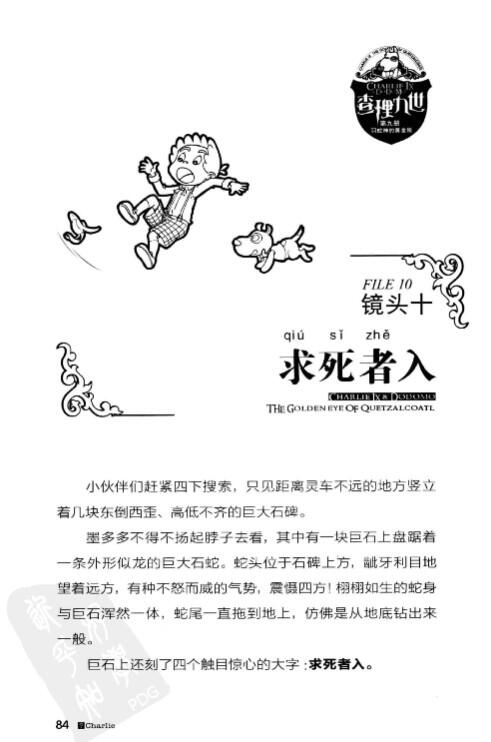 CHARLIE IX
D·D·M
查理九世
第九册
羽蛇神的黄金眼
FILE 10
镜头十
qiú sǐ zhě
求死者入
CHARLIE IX & DODOMO
THE GOLDEN EYE OF QUETZALCOATL
小伙伴们赶紧四下搜索，只见距离灵车不远的地方竖立
着几块东倒西歪、高低不齐的巨大石碑。
墨多多不得不扬起脖子去看，其中有一块巨石上盘踞着
一条外形似龙的巨大石蛇。蛇头位于石碑上方，龇牙利目地
望着远方，有种不怒而威的气势，震慑四方！栩栩如生的蛇身
与巨石浑然一体，蛇尾一直拖到地上，仿佛是从地底钻出来
一般。
巨石上还刻了四个触目惊心的大字：求死者入。
PDG
84 Charlie